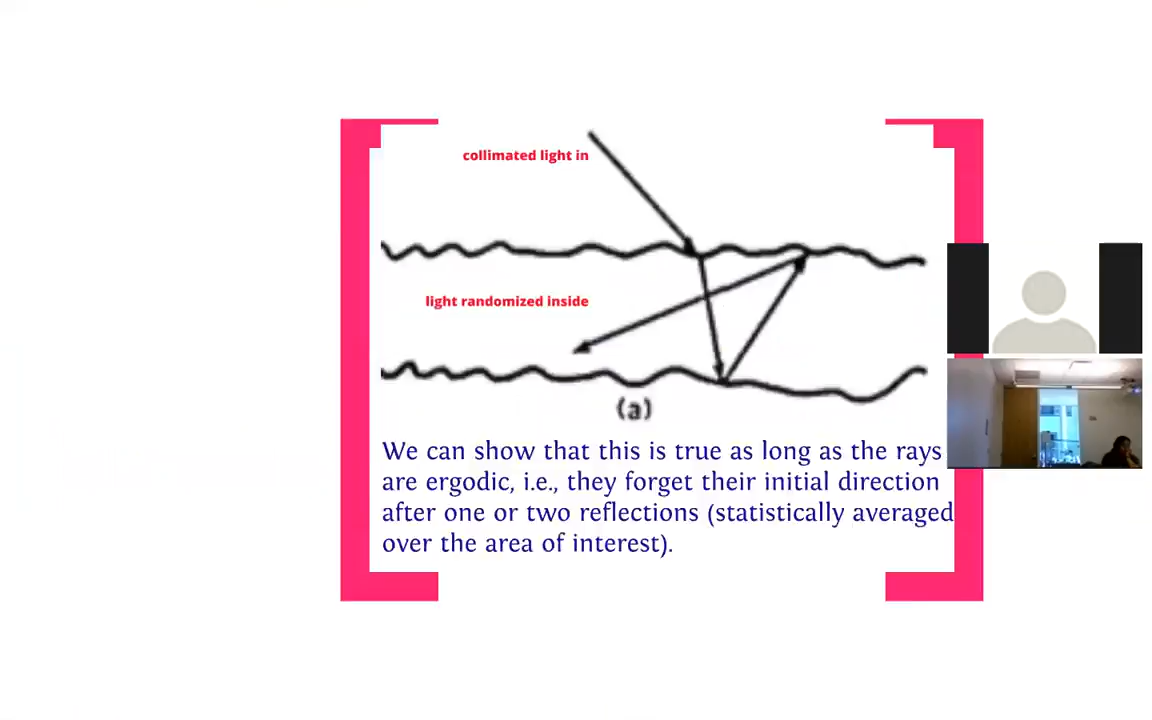 collimated light in
light randomized inside
(a)
We can show that this is true as long as the rays
are ergodic, i.e., they forget their initial direction
after one or two reflections (statistically averaged
over the area of interest).